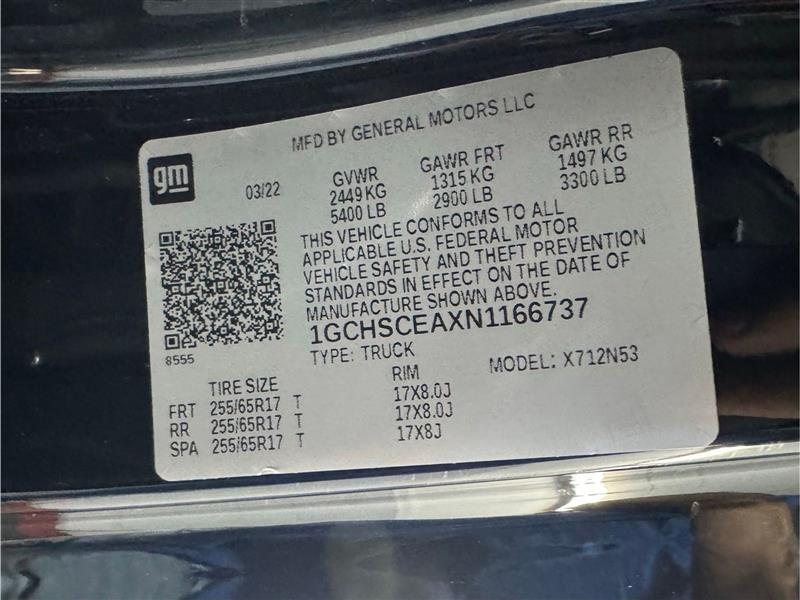 MFD BY GENERAL MOTORS LLC
gm
03/22
GVWR
2449 KG
5400 LB
GAWR FRT
1315 KG
2900 LB
GAWR RR
1497 KG
3300 LB
THIS VEHICLE CONFORMS TO ALL
APPLICABLE U.S. FEDERAL MOTOR
VEHICLE SAFETY AND THEFT PREVENTION
STANDARDS IN EFFECT ON THE DATE OF
MANUFACTURE SHOWN ABOVE.
1GCHSCEAXN1166737
8555
TYPE: TRUCK
MODEL: X712N53
TIRE SIZE RIM
FRT 255/65R17 T 17X8.0J
RR 255/65R17 T 17X8.0J
SPA 255/65R17 T 17X8J